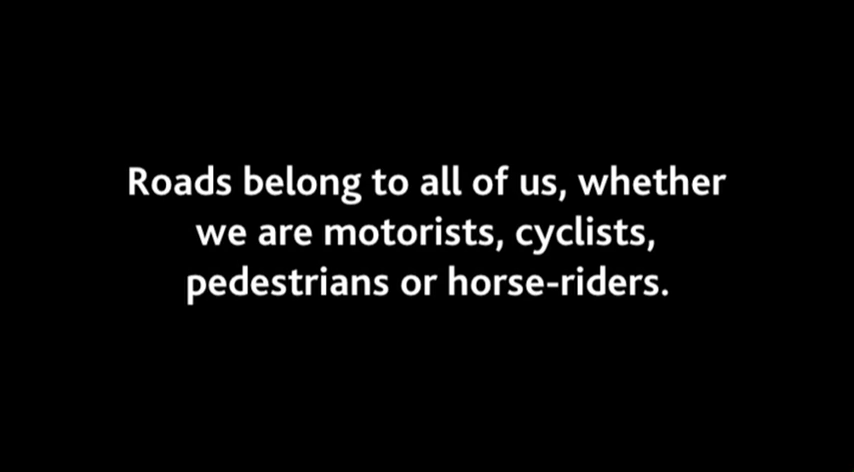 Roads belong to all of us, whether
we are motorists, cyclists,
pedestrians or horse-riders.